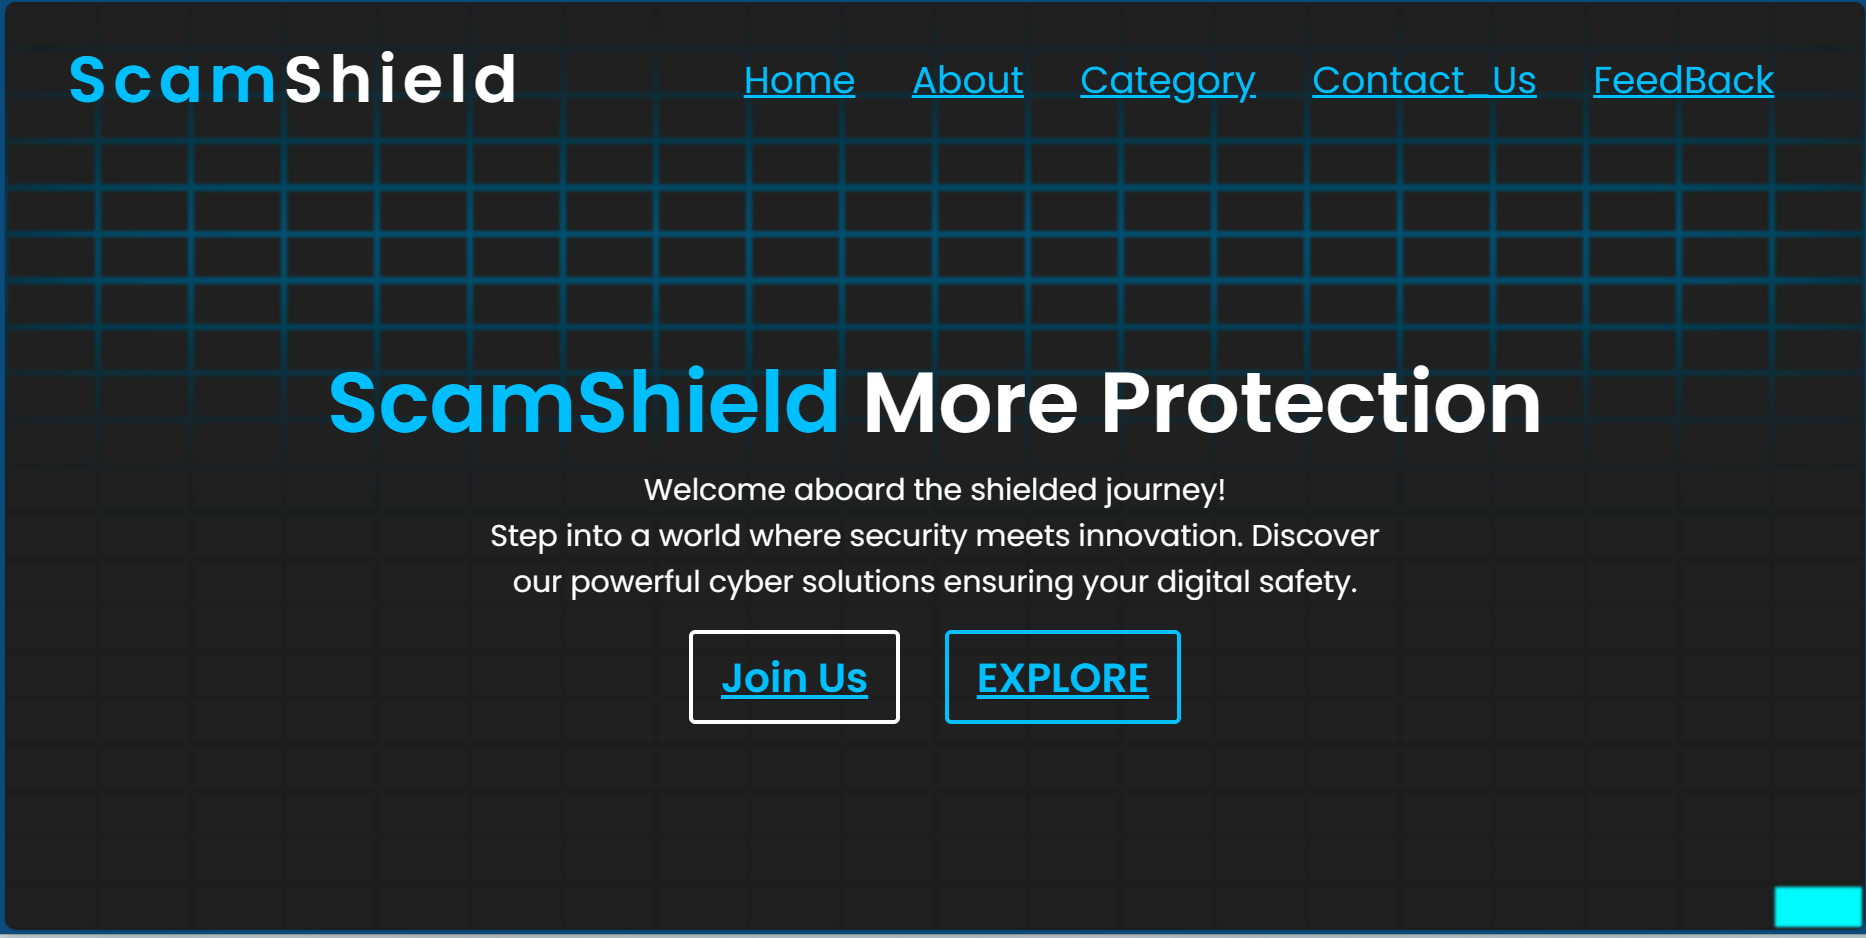 ScamShield
Home About Category Contact_Us FeedBack
ScamShield More Protection
Welcome aboard the shielded journey!
Step into a world where security meets innovation. Discover
our powerful cyber solutions ensuring your digital safety.
Join Us EXPLORE